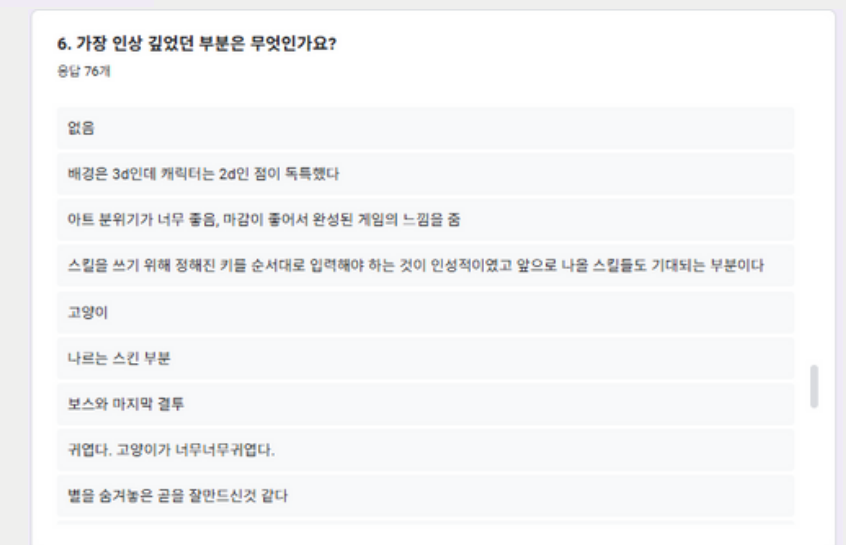 6. 가장 인상 깊었던 부분은 무엇인가요?
응답 76개
없음
배경은 3d인데 캐릭터는 2d인 점이 독특했다
아트 분위기가 너무 좋음, 마감이 좋아서 완성된 게임의 느낌을 줌
스킬을 쓰기 위해 정해진 키를 순서대로 입력해야 하는 것이 인성적이였고 앞으로 나올 스킬들도 기대되는 부분이다
고양이
나르는 스킨 부분
보스와 마지막 결투
귀엽다. 고양이가 너무너무귀엽다.
별을 숨겨놓은 곧을 잘만드신것 같다